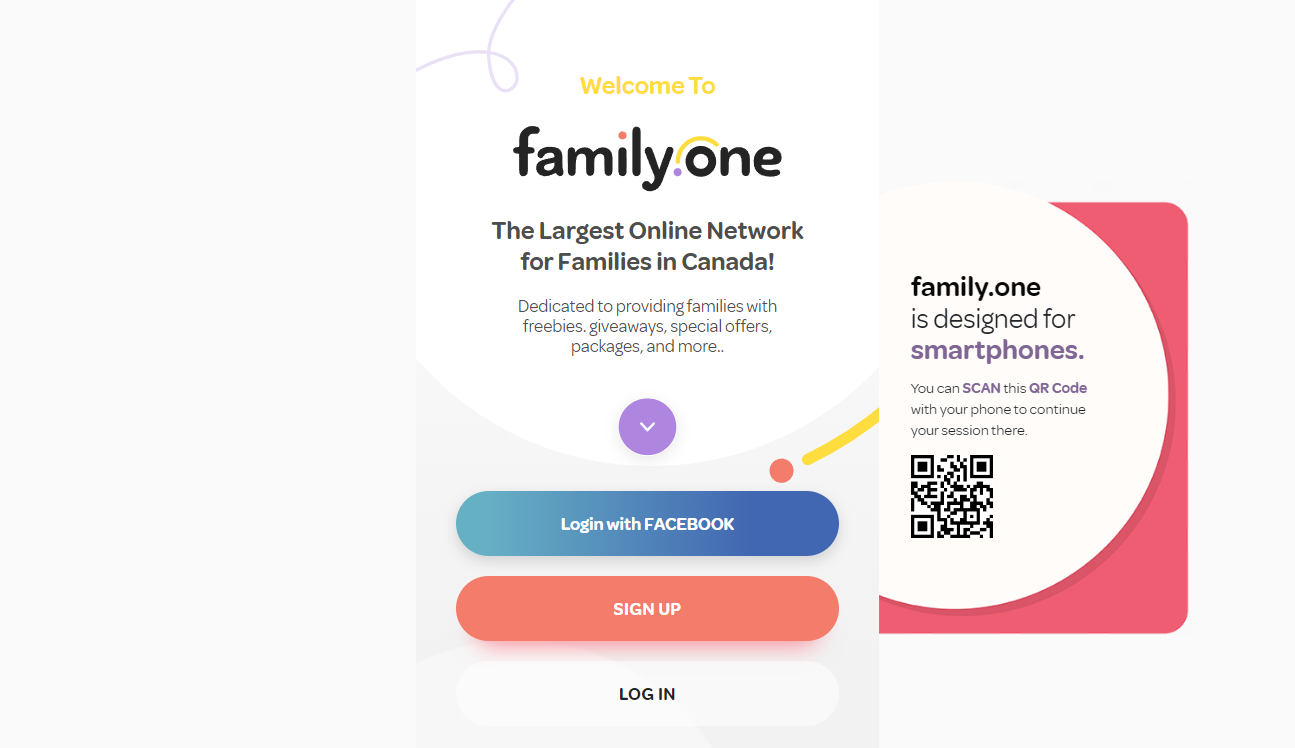 Welcome To
family.one
The Largest Online Network
for Families in Canada!
Dedicated to providing families with
freebies. giveaways, special offers,
packages, and more..
Login with FACEBOOK
SIGN UP
LOG IN
family.one
is designed for
smartphones.
You can SCAN this QR Code
with your phone to continue
your session there.